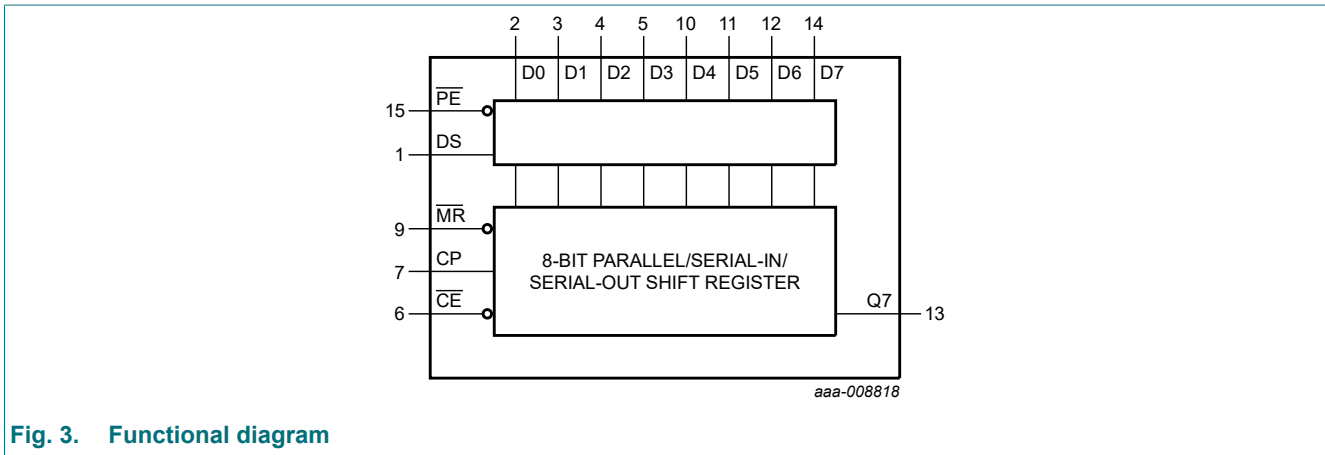 2 3 4 5 10 11 12 14
D0 D1 D2 D3 D4 D5 D6 D7
15 PE
1 DS
9 MR
7 CP
6 CE
8-BIT PARALLEL/SERIAL-IN/
SERIAL-OUT SHIFT REGISTER
Q7 13
aaa-008818
Fig. 3. Functional diagram